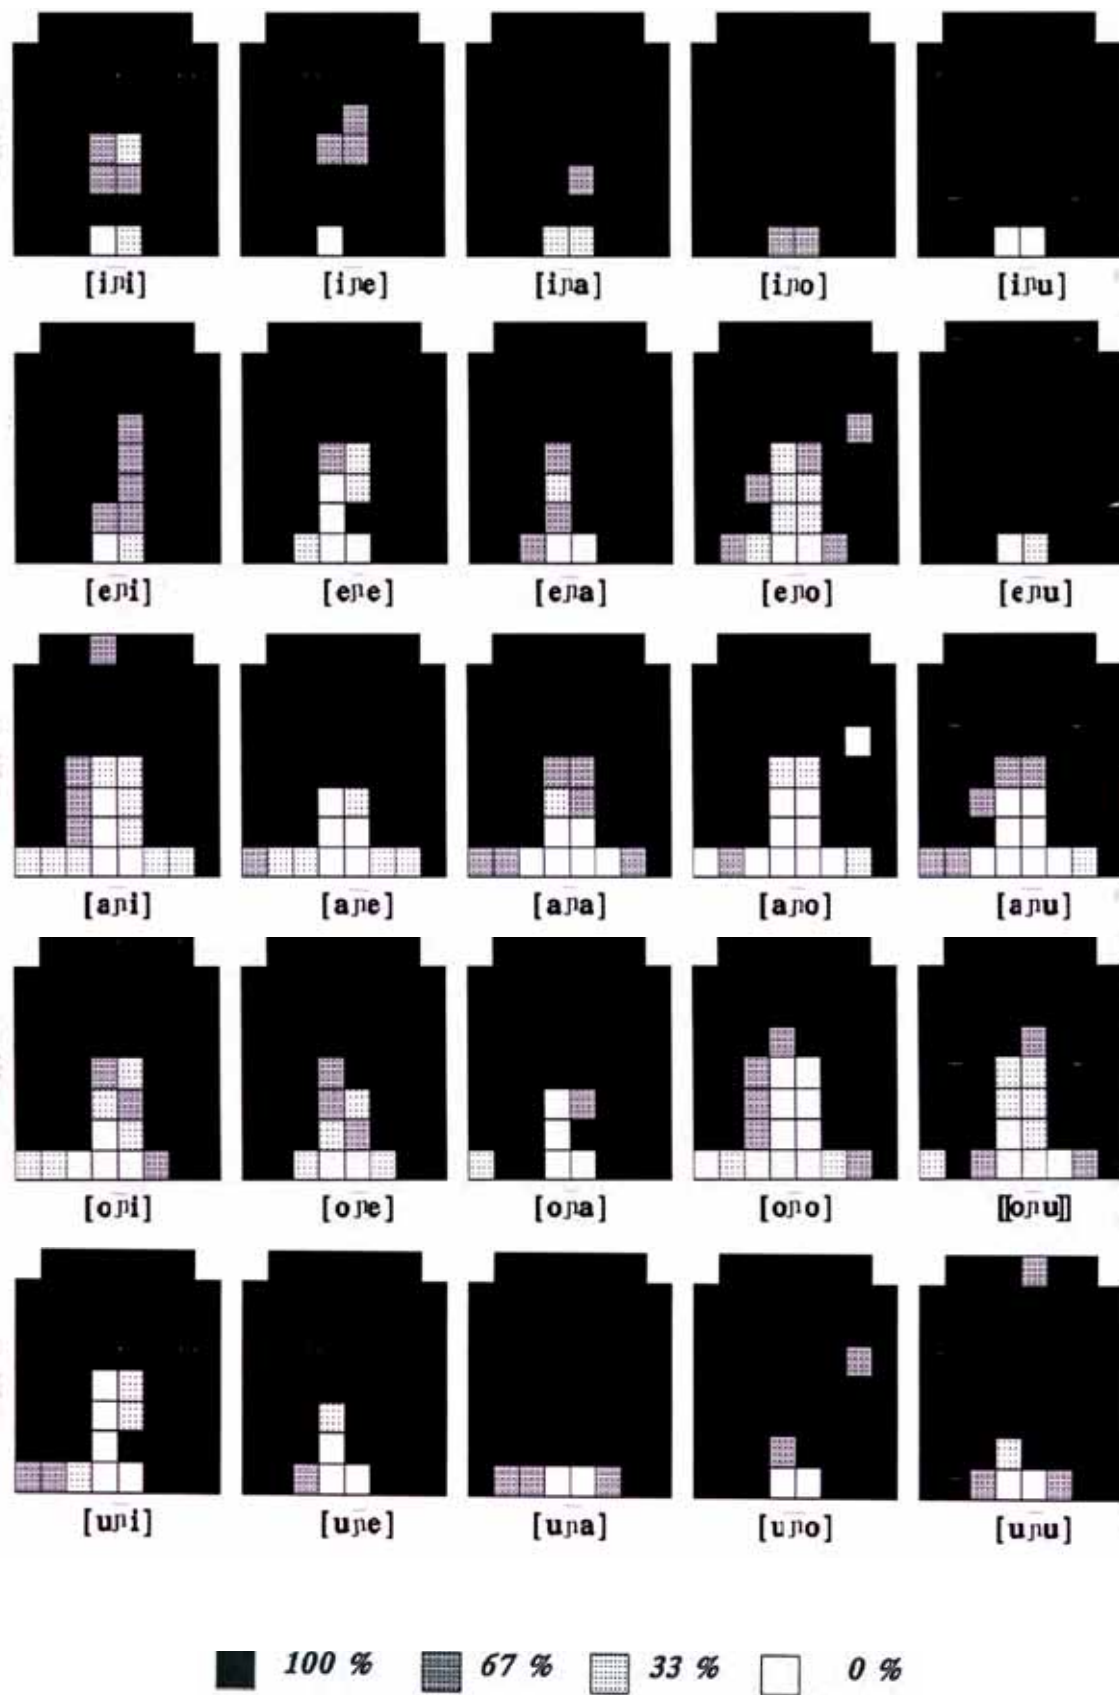 [iɲi] [iɲe] [iɲa] [iɲo] [iɲu]
[eɲi] [eɲe] [eɲa] [eɲo] [eɲu]
[aɲi] [aɲe] [aɲa] [aɲo] [aɲu]
[oɲi] [oɲe] [oɲa] [oɲo] [[oɲu]]
[uɲi] [uɲe] [uɲa] [uɲo] [uɲu]
100 % 67 % 33 % 0 %